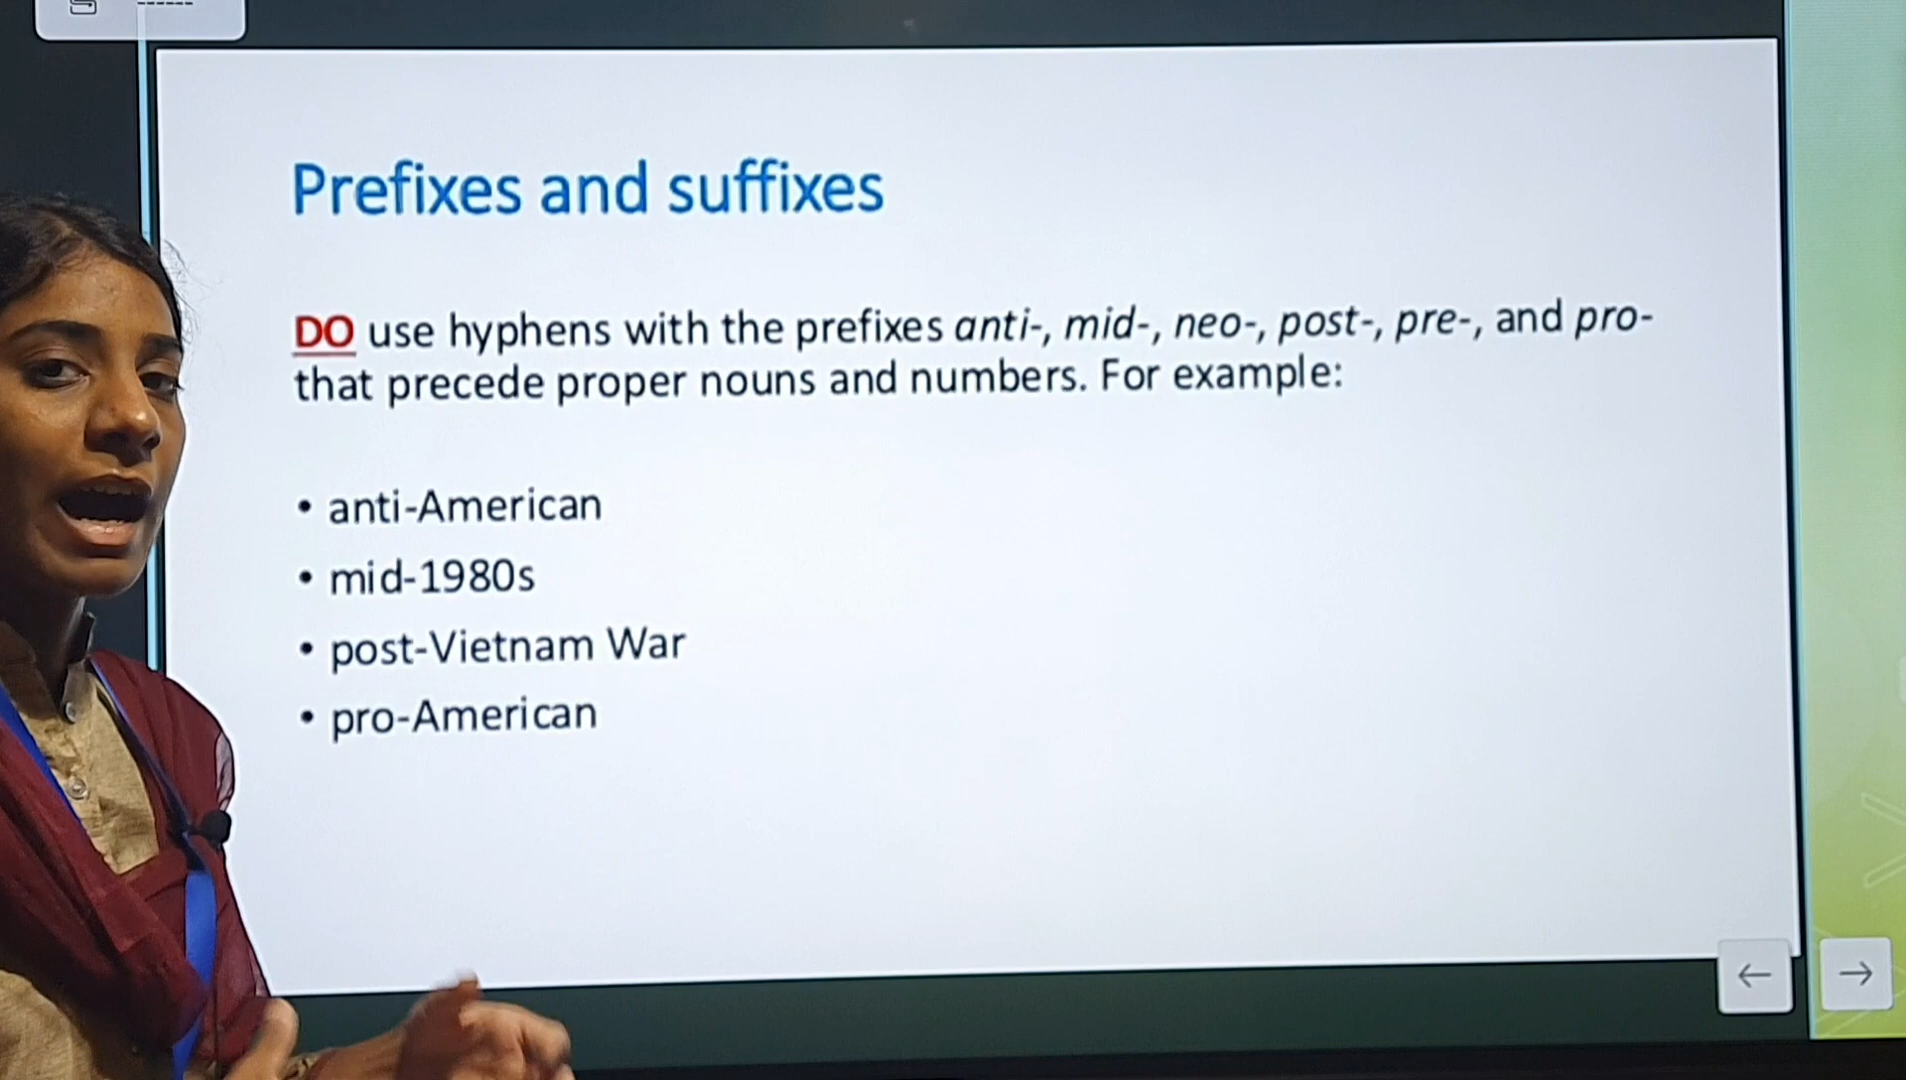 Prefixes and suffixes
DO use hyphens with the prefixes anti-, mid-, neo-, post-, pre-, and pro-
that precede proper nouns and numbers. For example:
• anti-American
• mid-1980s
• post-Vietnam War
• pro-American